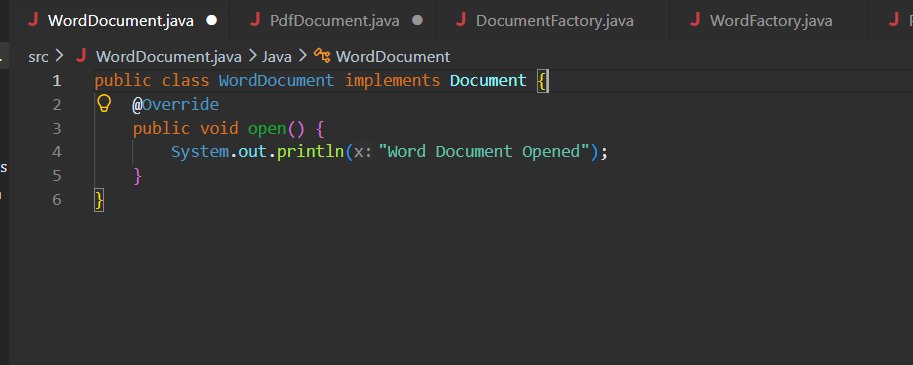 J WordDocument.java ● J PdfDocument.java ● J DocumentFactory.java J WordFactory.java J
src > J WordDocument.java > Java > WordDocument
1 public class WordDocument implements Document {
2 @Override
3 public void open() {
4 System.out.println(x: "Word Document Opened");
s 5 }
6 }